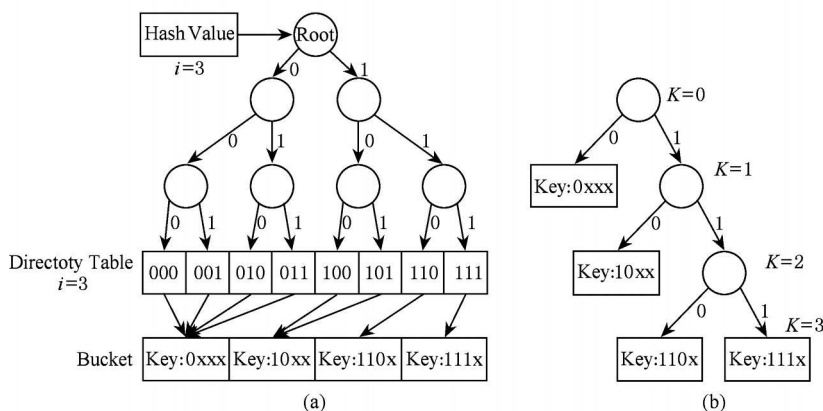 Hash Value
Root
i=3
0 1
K=0
0 1 0 1
0 1
K=1
Key:0xxx
0 1 0 1 0 1 0 1
0 1
Directoty Table
i=3
000 001 010 011 100 101 110 111
Key:10xx
K=2
0 1
K=3
Bucket
Key:0xxx Key:10xx Key:110x Key:111x
Key:110x Key:111x
(a)
(b)